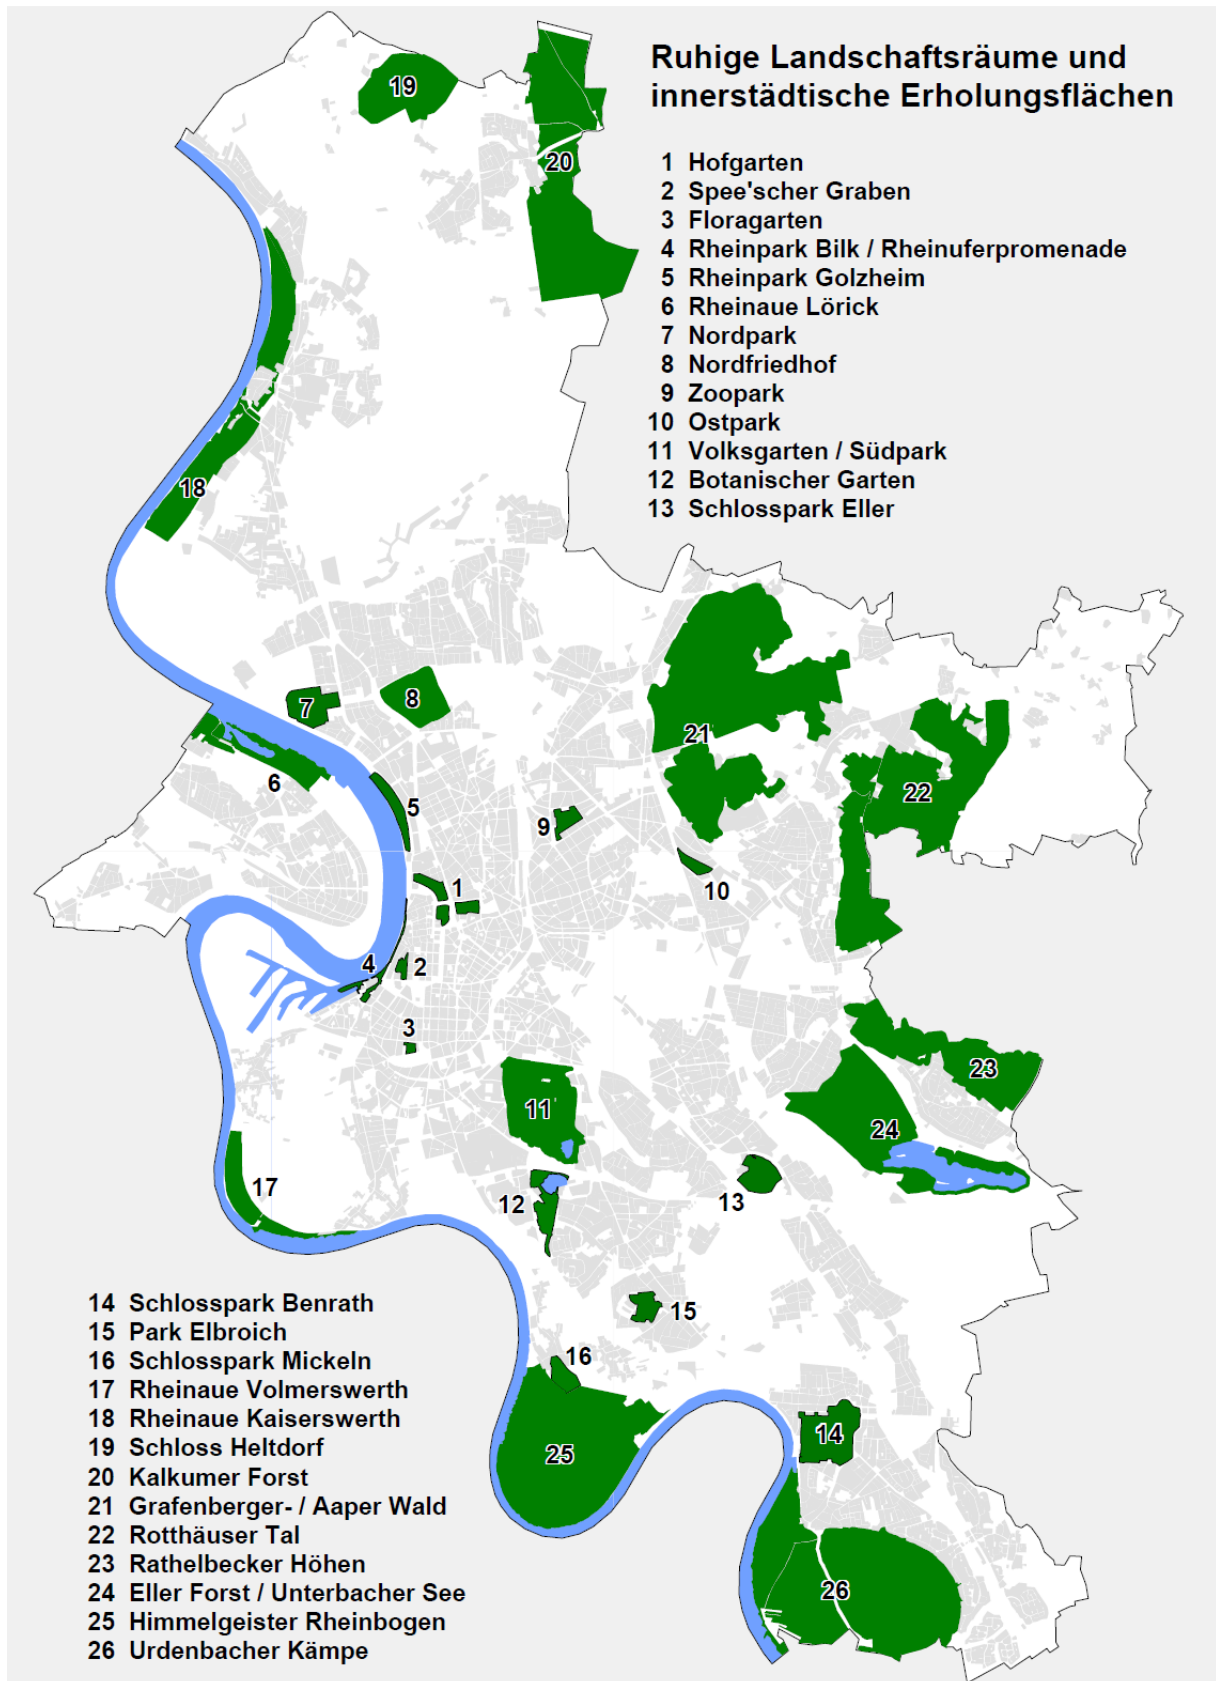 Ruhige Landschaftsräume und
innerstädtische Erholungsflächen
1 Hofgarten
2 Spee'scher Graben
3 Floragarten
4 Rheinpark Bilk / Rheinuferpromenade
5 Rheinpark Golzheim
6 Rheinaue Lörick
7 Nordpark
8 Nordfriedhof
9 Zoopark
10 Ostpark
11 Volksgarten / Südpark
12 Botanischer Garten
13 Schlosspark Eller
19
20
18
7
8
6
5
9
21
22
1
10
4
2
3
23
11
24
17
12
13
15
16
14
25
26
14 Schlosspark Benrath
15 Park Elbroich
16 Schlosspark Mickeln
17 Rheinaue Volmerswerth
18 Rheinaue Kaiserswerth
19 Schloss Heltdorf
20 Kalkumer Forst
21 Grafenberger- / Aaper Wald
22 Rotthäuser Tal
23 Rathelbecker Höhen
24 Eller Forst / Unterbacher See
25 Himmelgeister Rheinbogen
26 Urdenbacher Kämpe